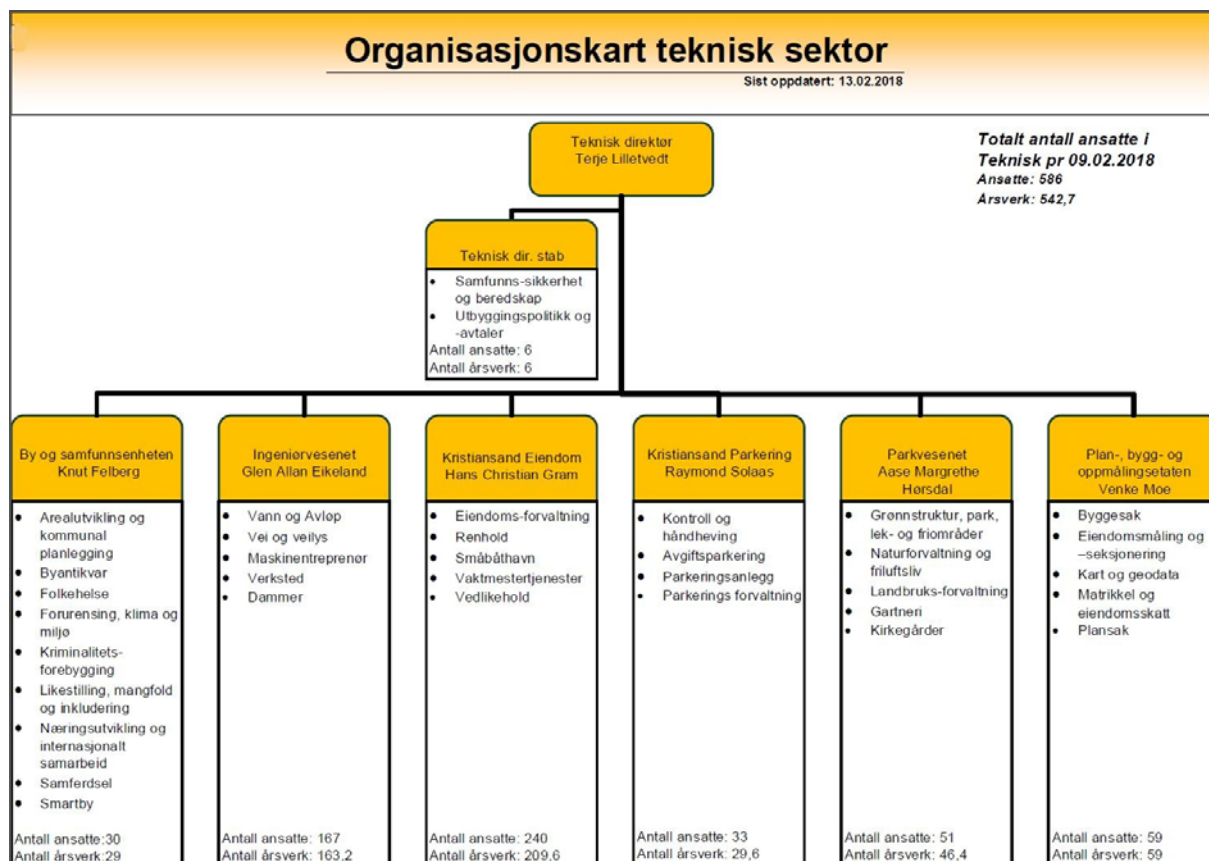 Organisasjonskart teknisk sektor
Sist oppdatert: 13.02.2018
Teknisk direktør
Terje Lilletvedt
Totalt antall ansatte i
Teknisk pr 09.02.2018
Ansatte: 586
Årsverk: 542,7
Teknisk dir. stab
• Samfunns-sikkerhet
og beredskap
• Utbyggingspolitikk og
-avtaler
Antall ansatte: 6
Antall årsverk: 6
By og samfunnsenheten
Knut Felberg
• Arealutvikling og
kommunal
planlegging
• Byantikvar
• Folkehelse
• Forurensing, klima og
miljø
• Kriminalitets-
forebygging
• Likestilling, mangfold
og inkludering
• Næringsutvikling og
internasjonalt
samarbeid
• Samferdsel
• Smartby
Antall ansatte:30
Antall årsverk:29
Ingeniørvesenet
Glen Allan Eikeland
• Vann og Avløp
• Vei og veilys
• Maskinentreprenør
• Verksted
• Dammer
Antall ansatte: 167
Antall årsverk: 163,2
Kristiansand Eiendom
Hans Christian Gram
• Eiendoms-forvaltning
• Renhold
• Småbåthavn
• Vaktmestertjenester
• Vedlikehold
Antall ansatte: 240
Antall årsverk: 209,6
Kristiansand Parkering
Raymond Solaas
• Kontroll og
håndheving
• Avgiftsparkering
• Parkeringsanlegg
• Parkerings forvaltning
Antall ansatte: 33
Antall årsverk: 29,6
Parkvesenet
Aase Margrethe
Hørsdal
• Grønnstruktur, park,
lek- og friområder
• Naturforvaltning og
friluftsliv
• Landbruks-forvaltning
• Gartneri
• Kirkegårder
Antall ansatte: 51
Antall årsverk: 46,4
Plan-, bygg- og
oppmålingsetaten
Venke Moe
• Byggesak
• Eiendomsmåling og
–seksjonering
• Kart og geodata
• Matrikkel og
eiendomsskatt
• Plansak
Antall ansatte: 59
Antall årsverk: 59